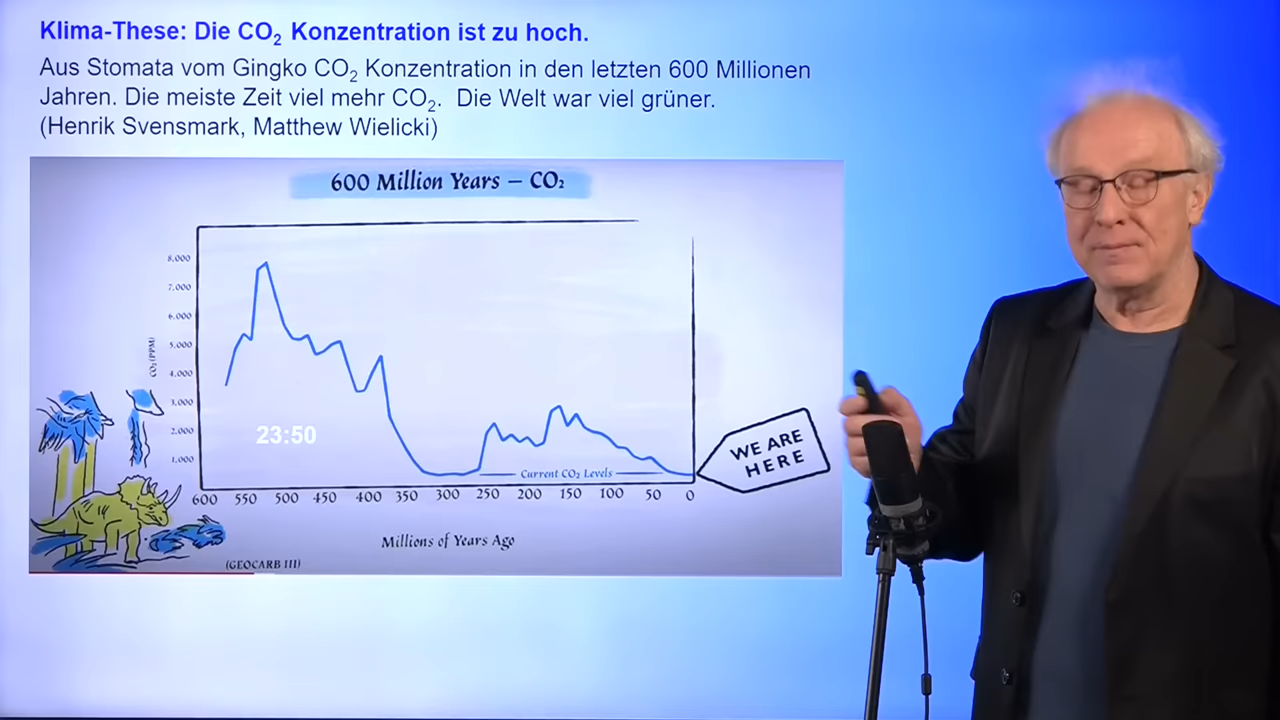 Klima-These: Die CO₂ Konzentration ist zu hoch.
Aus Stomata vom Gingko CO₂ Konzentration in den letzten 600 Millionen
Jahren. Die meiste Zeit viel mehr CO₂. Die Welt war viel grüner.
(Henrik Svensmark, Matthew Wielicki)
600 Million Years – CO₂
8,000
7,000
6,000
5,000
4,000
3,000
2,000
1,000
CO₂ (PPM)
23:50
Current CO₂ Levels
WE ARE
HERE
600 550 500 450 400 350 300 250 200 150 100 50 0
Millions of Years Ago
(GEOCARB III)